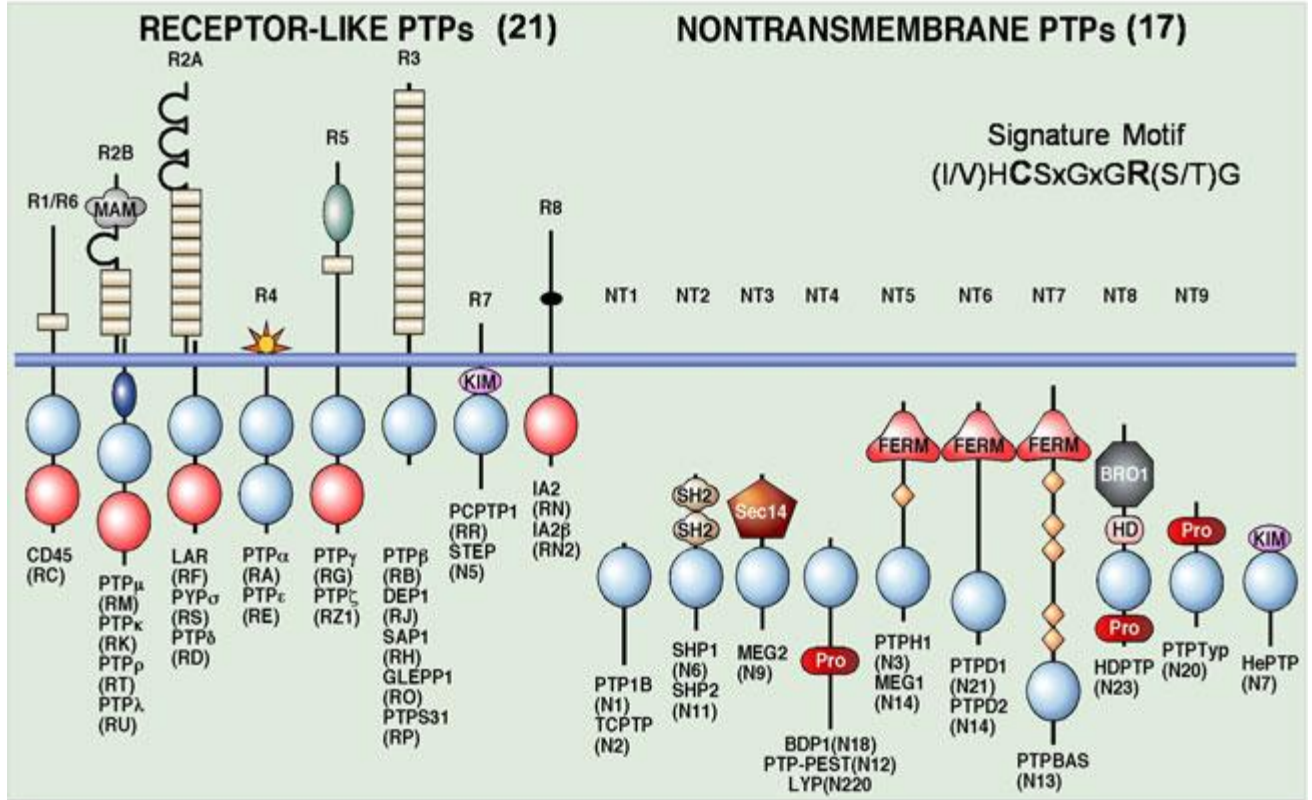 RECEPTOR-LIKE PTPs (21)
NONTRANSMEMBRANE PTPs (17)
Signature Motif
(I/V)HCSxGxGR(S/T)G
R1/R6
R2B
R2A
R4
R5
R3
R7
R8
NT1
NT2
NT3
NT4
NT5
NT6
NT7
NT8
NT9
MAM
KIM
SH2
SH2
Sec14
Pro
FERM
FERM
FERM
BRO1
HD
Pro
Pro
KIM
CD45
(RC)
PTPμ
(RM)
PTPκ
(RK)
PTPρ
(RT)
PTPλ
(RU)
LAR
(RF)
PYPσ
(RS)
PTPδ
(RD)
PTPα
(RA)
PTPε
(RE)
PTPγ
(RG)
PTPζ
(RZ1)
PTPβ
(RB)
DEP1
(RJ)
SAP1
(RH)
GLEPP1
(RO)
PTPS31
(RP)
PCPTP1
(RR)
STEP
(N5)
IA2
(RN)
IA2β
(RN2)
PTP1B
(N1)
TCPTP
(N2)
SHP1
(N6)
SHP2
(N11)
MEG2
(N9)
BDP1(N18)
PTP-PEST(N12)
LYP(N220
PTPH1
(N3)
MEG1
(N14)
PTPD1
(N21)
PTPD2
(N14)
PTPBAS
(N13)
HDPTP
(N23)
PTPTyp
(N20)
HePTP
(N7)